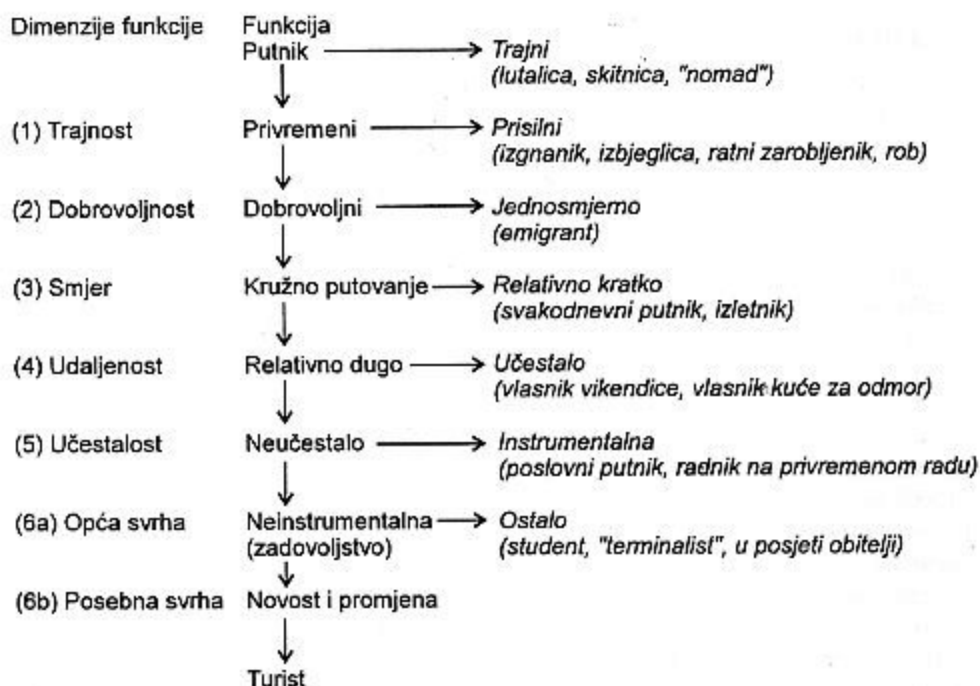 Dimenzije funkcije Funkcija
Putnik Trajni
(lutalica, skitnica, "nomad")
(1) Trajnost Privremeni Prisilni
(izgnanik, izbjeglica, ratni zarobljenik, rob)
(2) Dobrovoljnost Dobrovoljni Jednosmjerno
(emigrant)
(3) Smjer Kružno putovanje Relativno kratko
(svakodnevni putnik, izletnik)
(4) Udaljenost Relativno dugo Učestalo
(vlasnik vikendice, vlasnik kuće za odmor)
(5) Učestalost Neučestalo Instrumentalna
(poslovni putnik, radnik na privremenom radu)
(6a) Opća svrha Neinstrumentalna Ostalo
(zadovoljstvo) (student, "terminalist", u posjeti obitelji)
(6b) Posebna svrha Novost i promjena
Turist